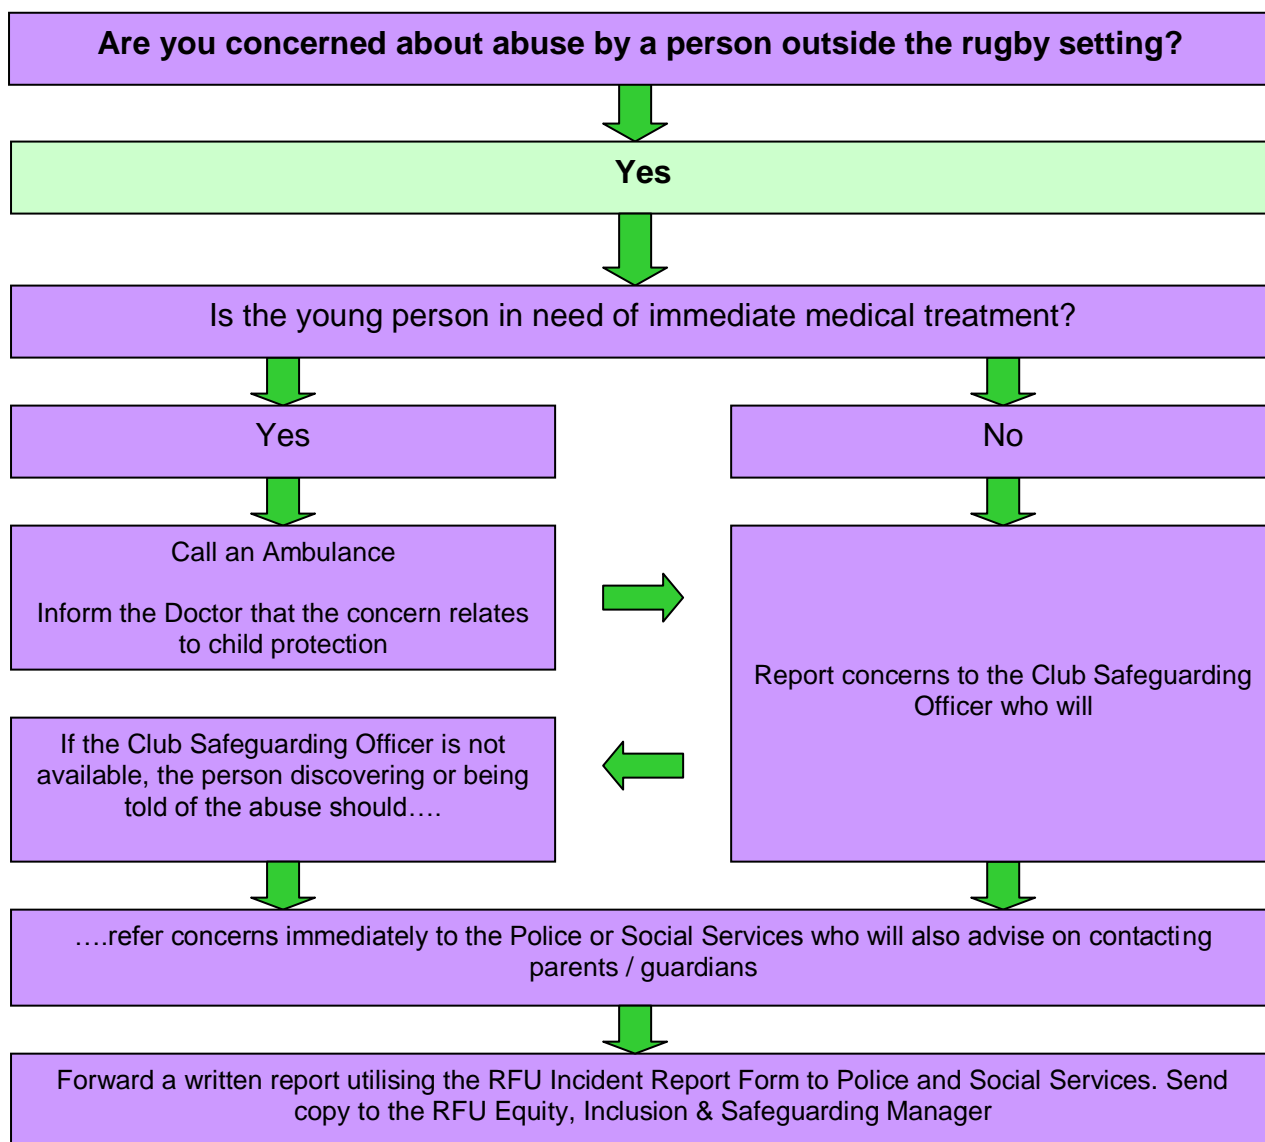 Are you concerned about abuse by a person outside the rugby setting?
Yes
Is the young person in need of immediate medical treatment?
Yes
No
Call an Ambulance
Inform the Doctor that the concern relates
to child protection
Report concerns to the Club Safeguarding
Officer who will
If the Club Safeguarding Officer is not
available, the person discovering or being
told of the abuse should….
….refer concerns immediately to the Police or Social Services who will also advise on contacting
parents / guardians
Forward a written report utilising the RFU Incident Report Form to Police and Social Services. Send
copy to the RFU Equity, Inclusion & Safeguarding Manager